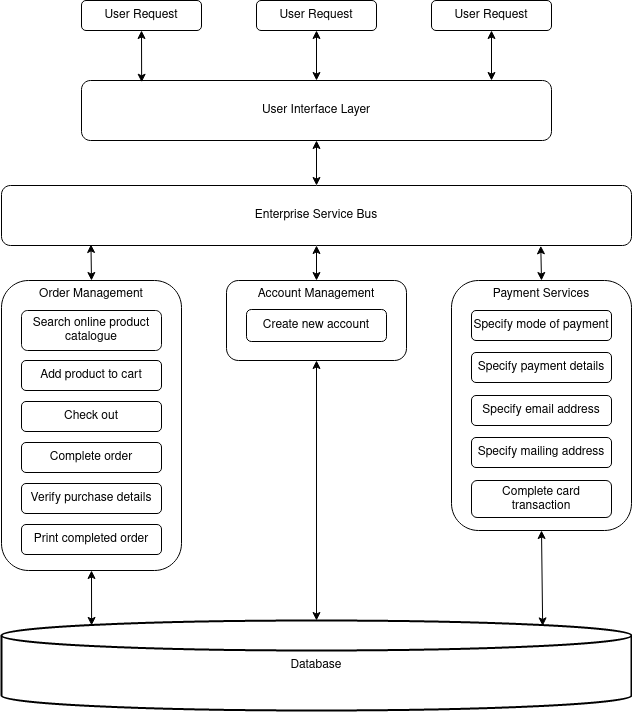 User Request
User Request
User Request
User Interface Layer
Enterprise Service Bus
Order Management
Search online product
catalogue
Add product to cart
Check out
Complete order
Verify purchase details
Print completed order
Account Management
Create new account
Payment Services
Specify mode of payment
Specify payment details
Specify email address
Specify mailing address
Complete card
transaction
Database